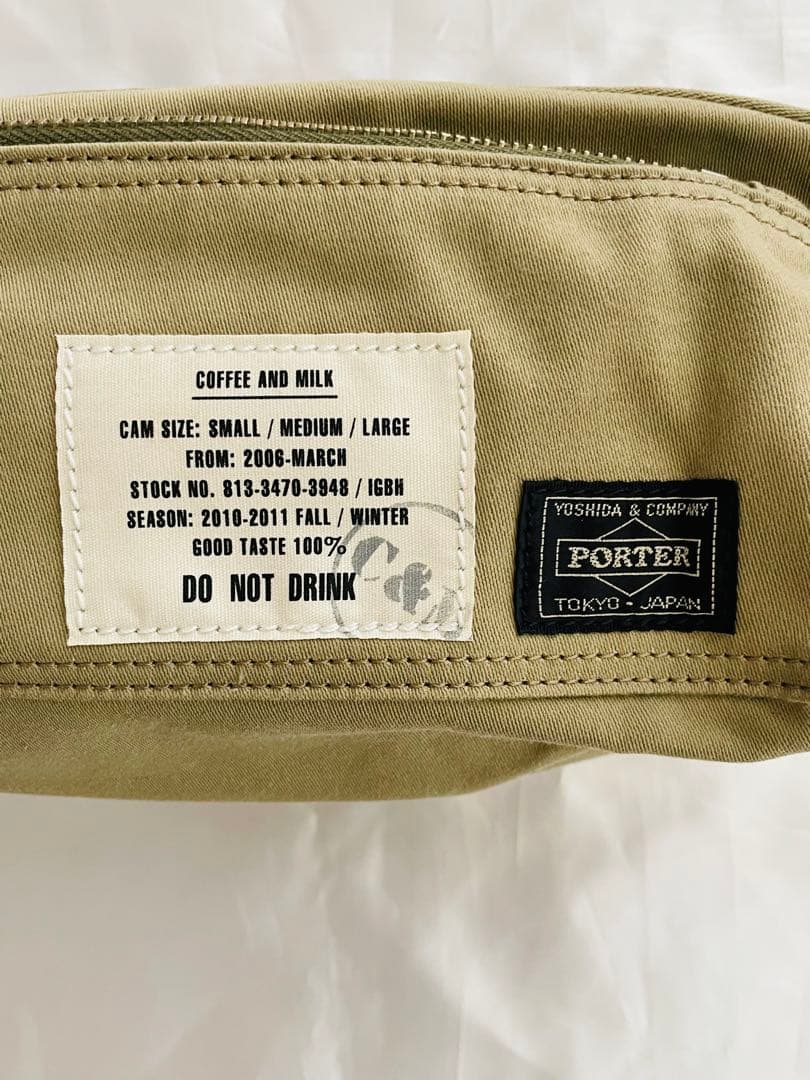 COFFEE AND MILK
CAM SIZE: SMALL / MEDIUM / LARGE
FROM: 2006-MARCH
STOCK NO. 813-3470-3948 / IGBH
SEASON: 2010-2011 FALL / WINTER
GOOD TASTE 100%
DO NOT DRINK
YOSHIDA & COMPANY
PORTER
TOKYO · JAPAN